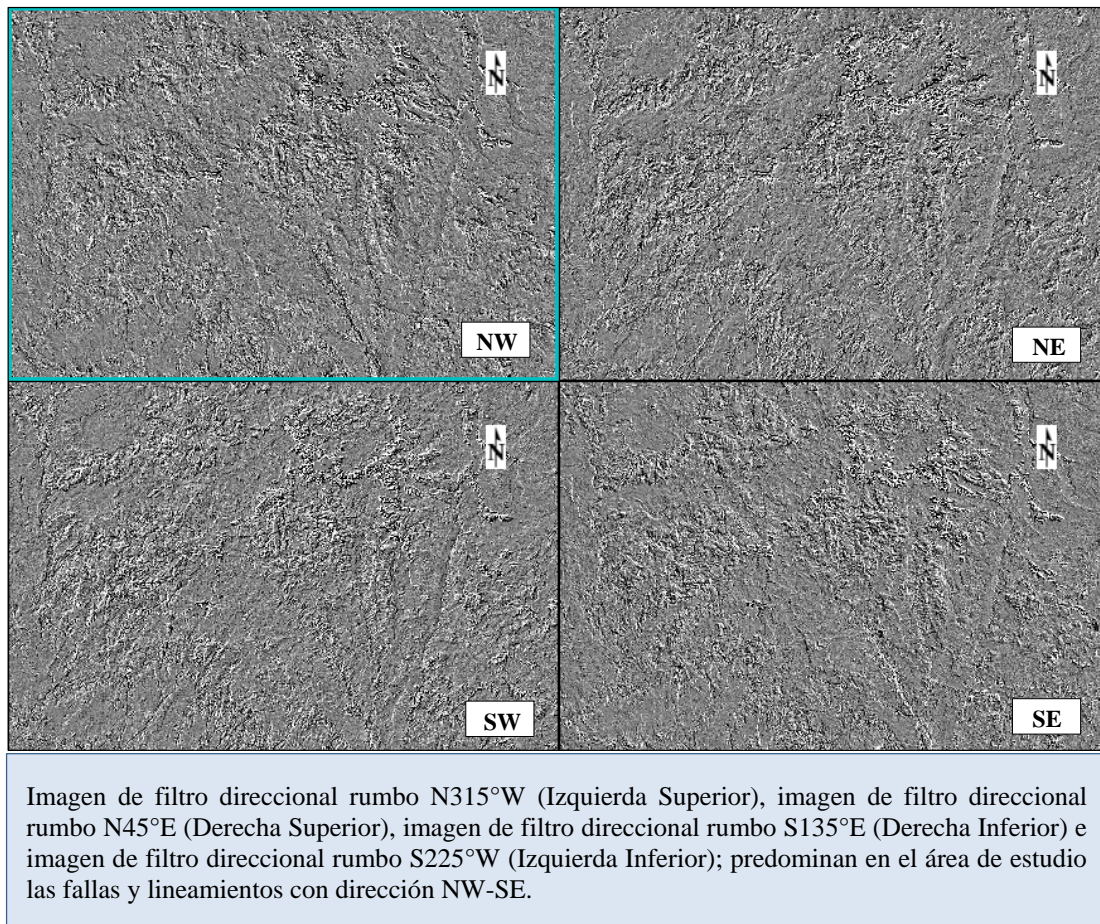 N
N
NW
NE
N
N
SW
SE
Imagen de filtro direccional rumbo N315°W (Izquierda Superior), imagen de filtro direccional
rumbo N45°E (Derecha Superior), imagen de filtro direccional rumbo S135°E (Derecha Inferior) e
imagen de filtro direccional rumbo S225°W (Izquierda Inferior); predominan en el área de estudio
las fallas y lineamientos con dirección NW-SE.